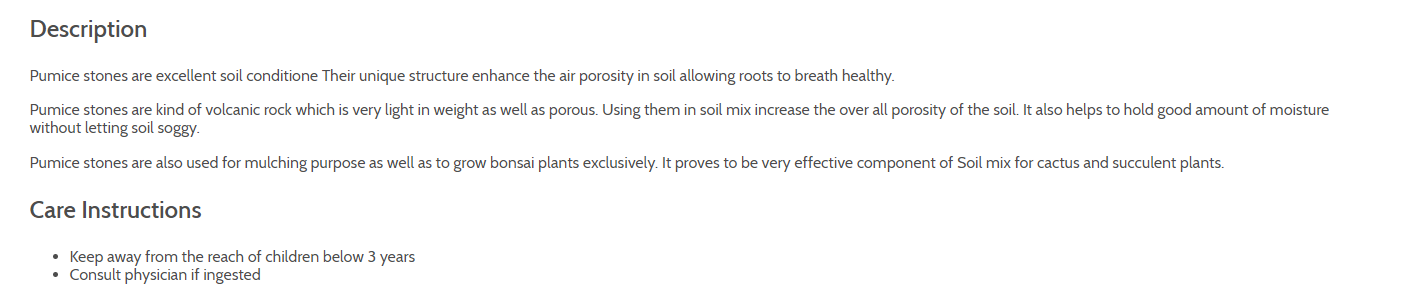 Description
Pumice stones are excellent soil conditione Their unique structure enhance the air porosity in soil allowing roots to breath healthy.
Pumice stones are kind of volcanic rock which is very light in weight as well as porous. Using them in soil mix increase the over all porosity of the soil. It also helps to hold good amount of moisture
without letting soil soggy.
Pumice stones are also used for mulching purpose as well as to grow bonsai plants exclusively. It proves to be very effective component of Soil mix for cactus and succulent plants.
Care Instructions
• Keep away from the reach of children below 3 years
• Consult physician if ingested